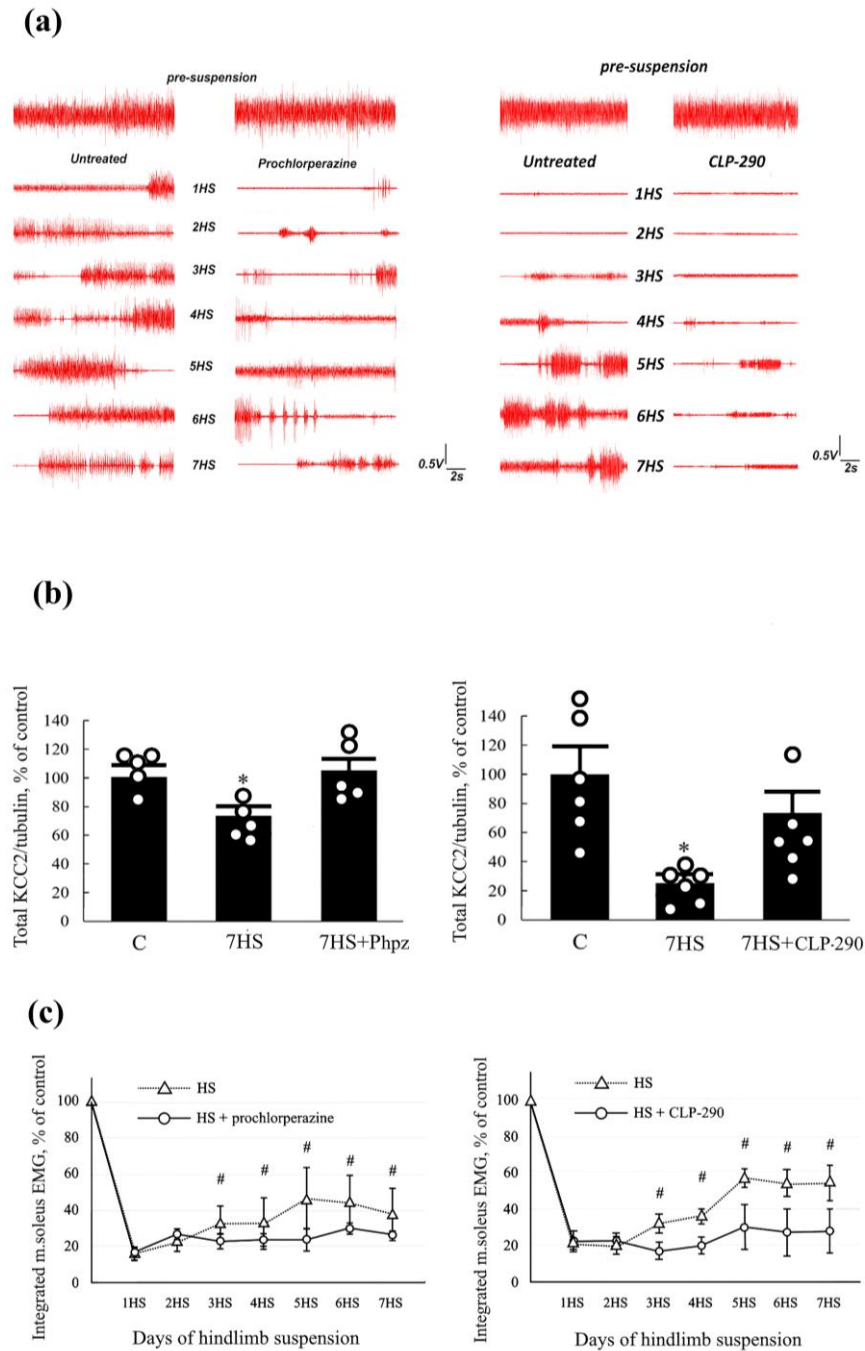 (a)
pre-suspension
pre-suspension
Untreated
Prochlorperazine
Untreated
CLP-290
1HS
1HS
2HS
2HS
3HS
3HS
4HS
4HS
5HS
5HS
6HS
6HS
7HS
0.5V
2s
7HS
0.5V
2s
(b)
Total KCC2/tubulin, % of control
140
120
100
80
60
40
20
0
*
C
7HS
7HS+Phpz
Total KCC2/tubulin, % of control
140
120
100
80
60
40
20
0
*
C
7HS
7HS+CLP-290
(c)
Integrated m.soleus EMG, % of control
100
80
60
40
20
0
HS
HS + prochlorperazine
# # # # #
1HS 2HS 3HS 4HS 5HS 6HS 7HS
Days of hindlimb suspension
Integrated m.soleus EMG, % of control
100
80
60
40
20
0
HS
HS + CLP-290
# # # # #
1HS 2HS 3HS 4HS 5HS 6HS 7HS
Days of hindlimb suspension